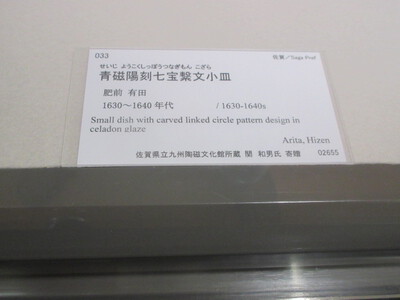 033
佐賀／Saga Pref
せいじ ようこくしっぽうつなぎもん こざら
青磁陽刻七宝繫文小皿
肥前 有田
1630～1640 年代 / 1630-1640s
Small dish with carved linked circle pattern design in
celadon glaze
Arita, Hizen
佐賀県立九州陶磁文化館所蔵 関 和男氏 寄贈 02655